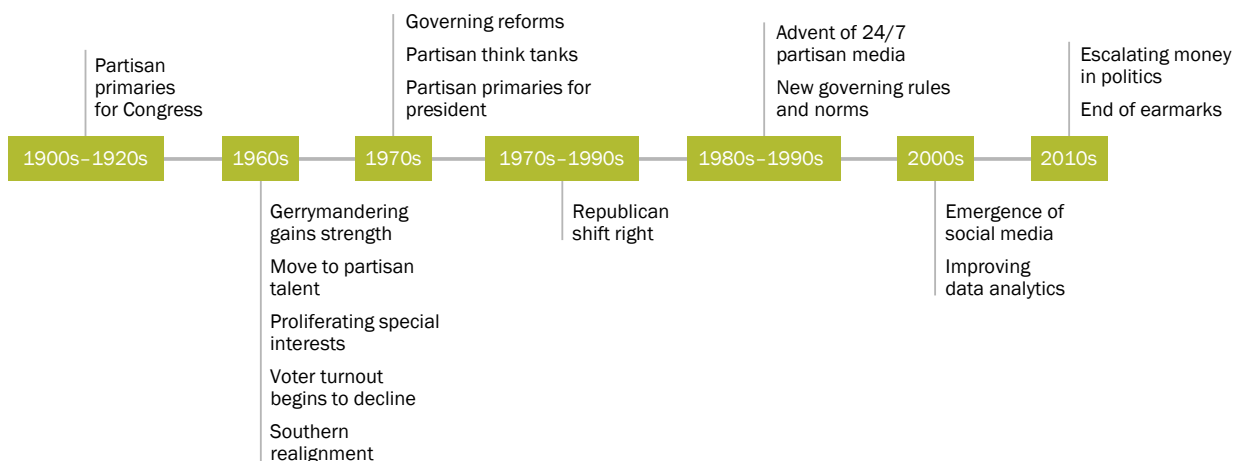 Partisan
primaries
for Congress
Governing reforms
Partisan think tanks
Partisan primaries for
president
Advent of 24/7
partisan media
New governing rules
and norms
Escalating money
in politics
End of earmarks
1900s–1920s
1960s
1970s
1970s–1990s
1980s–1990s
2000s
2010s
Gerrymandering
gains strength
Move to partisan
talent
Proliferating special
interests
Voter turnout
begins to decline
Southern
realignment
Republican
shift right
Emergence of
social media
Improving
data analytics